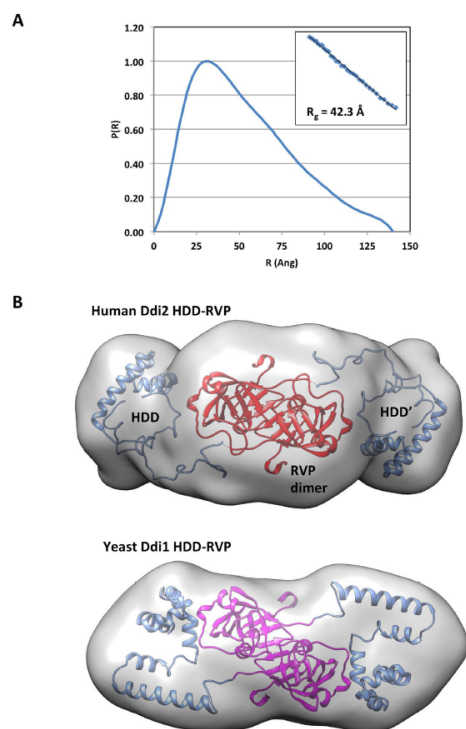 A
1.20
1.00
0.80
0.60
0.40
0.20
0.00
P(R)
Rg = 42.3 Å
0 25 50 75 100 125 150
R (Ang)
B
Human Ddi2 HDD-RVP
HDD
HDD'
RVP
dimer
Yeast Ddi1 HDD-RVP